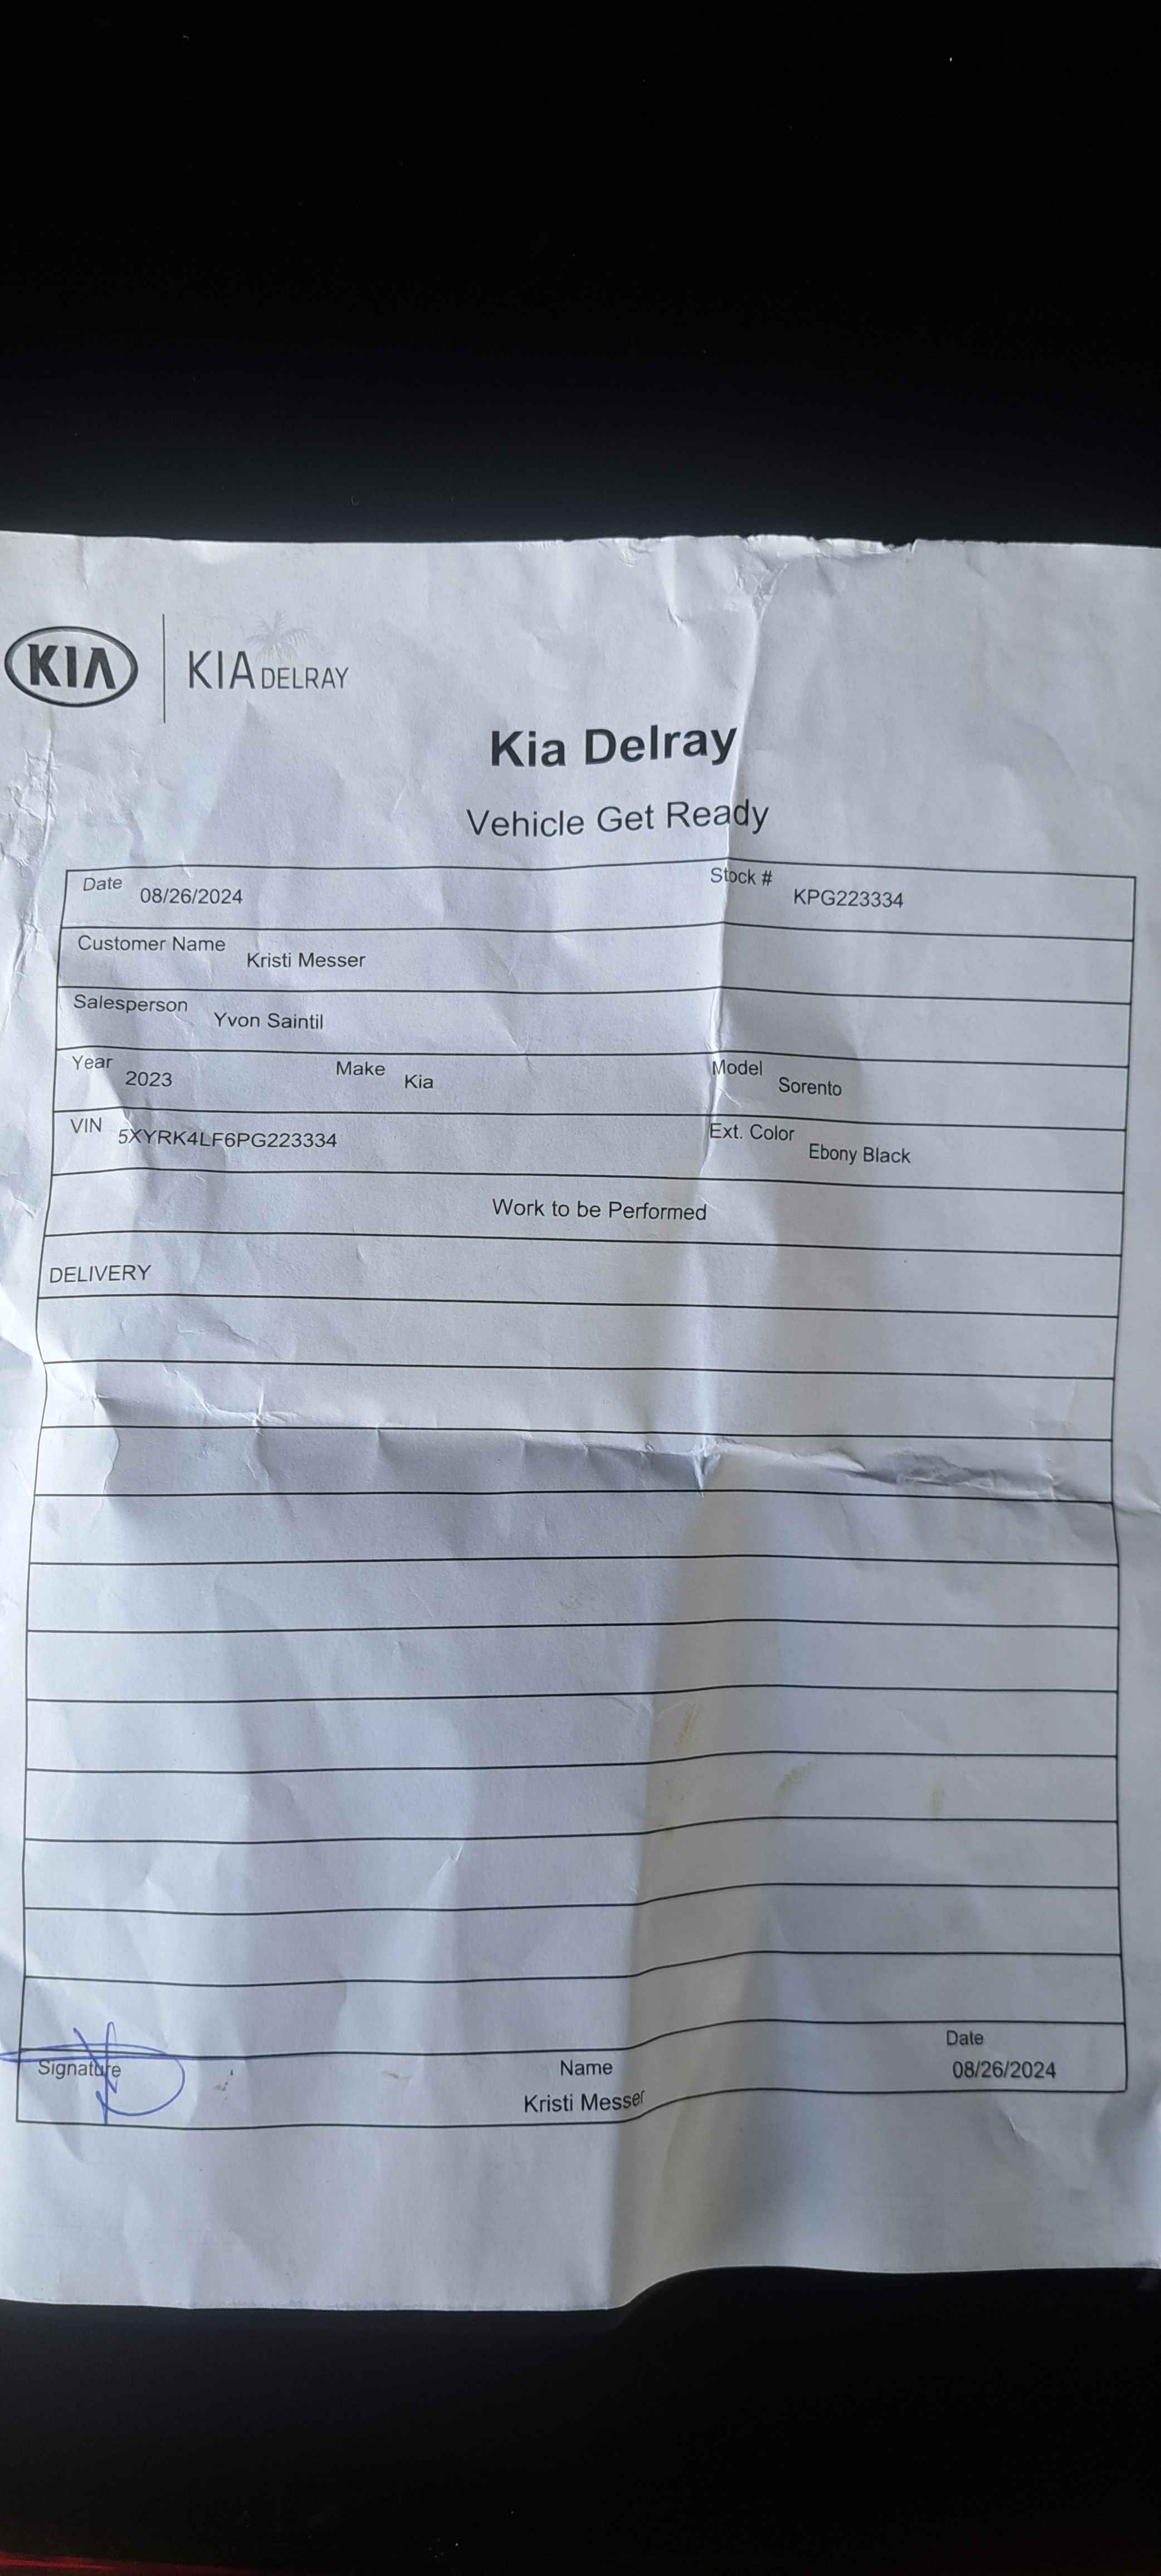 KIA | KIA DELRAY
Kia Delray
Vehicle Get Ready
Date 08/26/2024 Stock # KPG223334
Customer Name Kristi Messer
Salesperson Yvon Saintil
Year 2023 Make Kia Model Sorento
VIN 5XYRK4LF6PG223334 Ext. Color Ebony Black
Work to be Performed
DELIVERY
Signature Name Date
Kristi Messer 08/26/2024